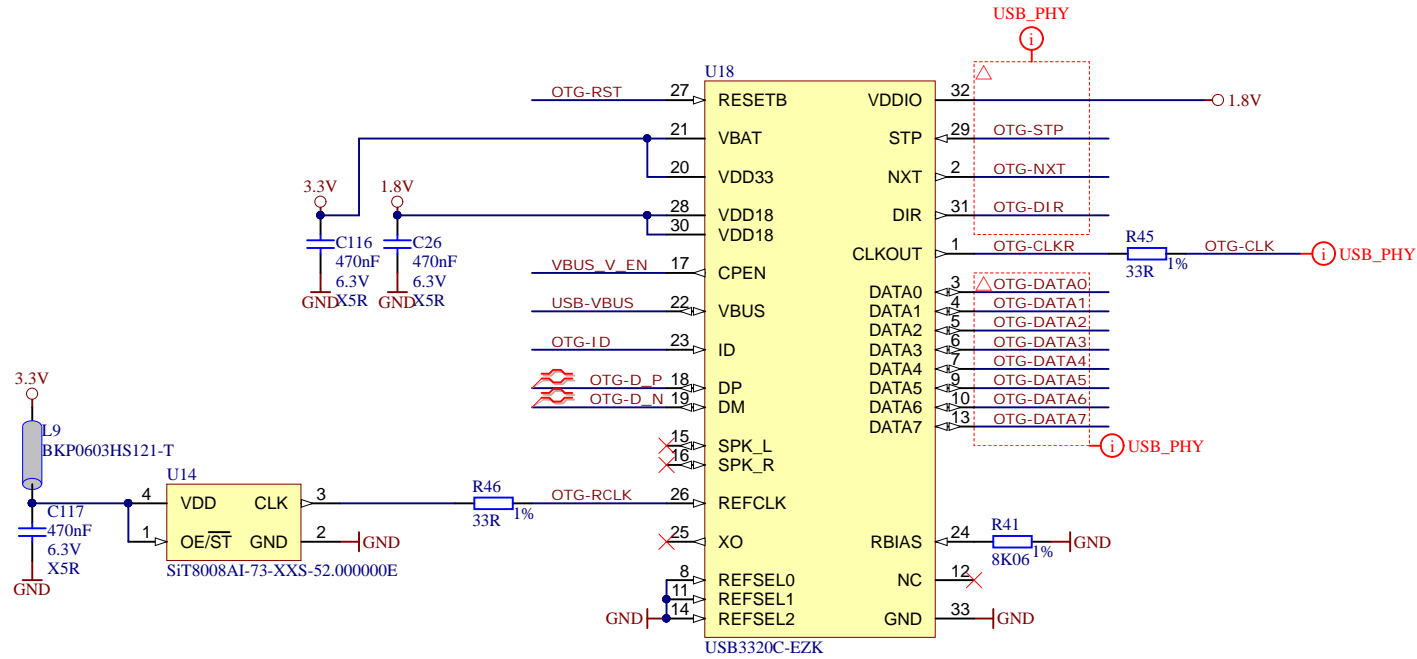 USB_PHY
i
U18
OTG-RST 27 RESETB VDDIO 32 1.8V
21 VBAT STP 29 OTG-STP
20 VDD33 NXT 2 OTG-NXT
3.3V 1.8V
28 VDD18 DIR 31 OTG-DIR
30 VDD18
C116 C26
470nF 470nF
6.3V 6.3V
X5R X5R
GND GND
CLKOUT 1 OTG-CLKR R45 OTG-CLK i USB_PHY
33R 1%
VBUS_V_EN 17 CPEN
DATA0 3 OTG-DATA0
USB-VBUS 22 VBUS DATA1 4 OTG-DATA1
DATA2 5 OTG-DATA2
OTG-ID 23 ID DATA3 6 OTG-DATA3
DATA4 7 OTG-DATA4
OTG-D_P 18 DP DATA5 9 OTG-DATA5
OTG-D_N 19 DM DATA6 10 OTG-DATA6
DATA7 13 OTG-DATA7
i USB_PHY
15 SPK_L
16 SPK_R
3.3V
L9
BKP0603HS121-T
U14
4 VDD CLK 3 R46 OTG-RCLK 26 REFCLK
33R 1%
C117
470nF
6.3V
X5R
GND
1 OE/ST GND 2 GND
SiT8008AI-73-XXS-52.000000E
25 XO RBIAS 24 R41 GND
8K06 1%
8 REFSEL0 NC 12
11 REFSEL1
GND 14 REFSEL2 GND 33 GND
USB3320C-EZK